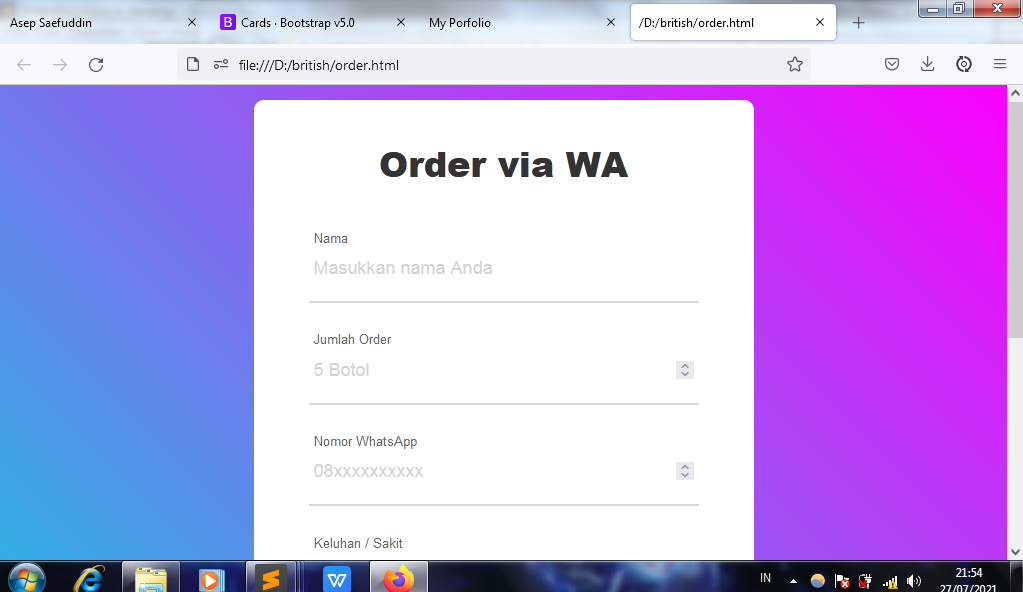 Asep Saefuddin
B Cards · Bootstrap v5.0
My Porfolio
/D:/british/order.html
file:///D:/british/order.html
Order via WA
Nama
Masukkan nama Anda
Jumlah Order
5 Botol
Nomor WhatsApp
08xxxxxxxxxx
Keluhan / Sakit
IN
21:54
27/07/2021